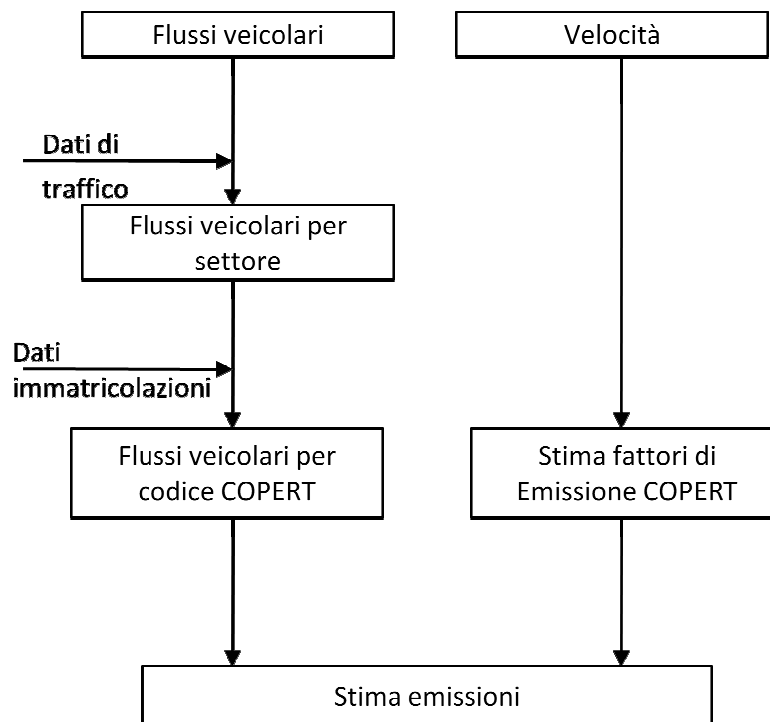 Flussi veicolari
Velocità
Dati di
traffico
Flussi veicolari per
settore
Dati
immatricolazioni
Flussi veicolari per
codice COPERT
Stima fattori di
Emissione COPERT
Stima emissioni